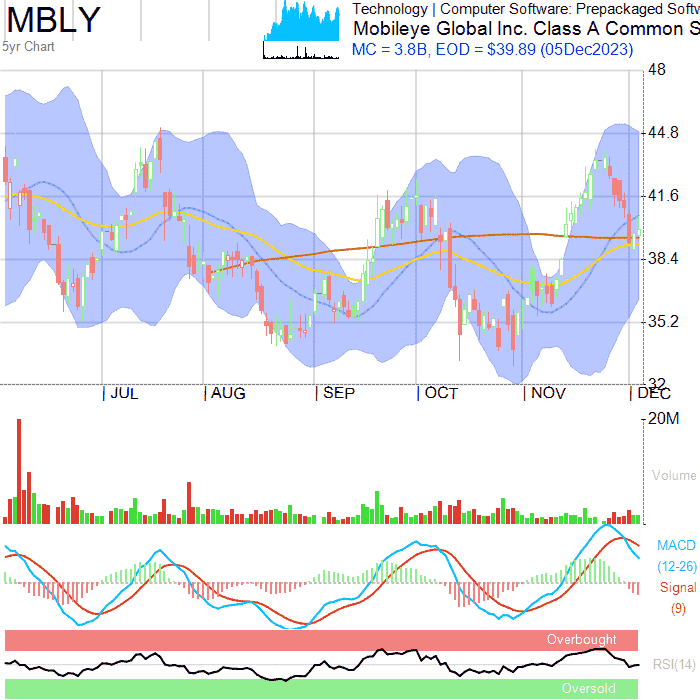 MBLY
5yr Chart
Technology | Computer Software: Prepackaged Softw
Mobileye Global Inc. Class A Common S
MC = 3.8B, EOD = $39.89 (05Dec2023)
48
44.8
41.6
38.4
35.2
32
JUL
AUG
SEP
OCT
NOV
DEC
20M
Volume
MACD
(12-26)
Signal
(9)
Overbought
RSI(14)
Oversold